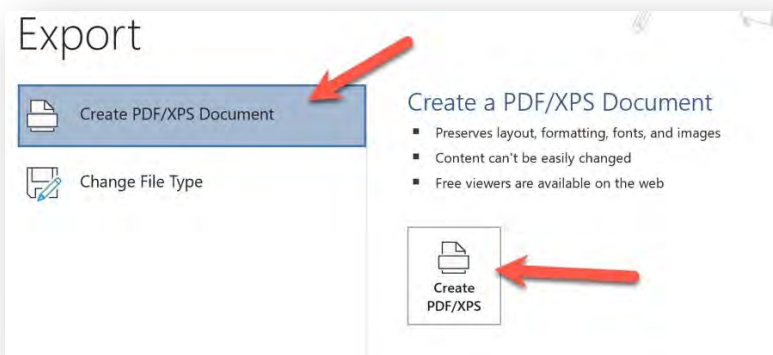 Export
Create PDF/XPS Document
Change File Type
Create a PDF/XPS Document
Preserves layout, formatting, fonts, and images
Content can't be easily changed
Free viewers are available on the web
Create
PDF/XPS